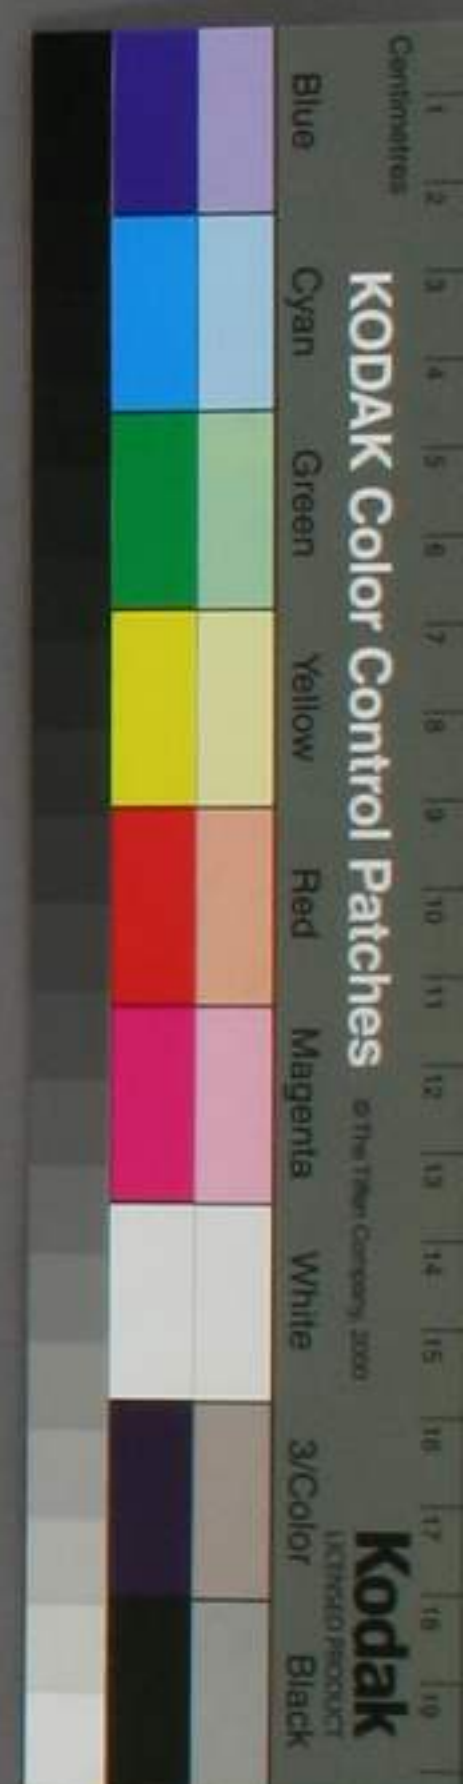 Centimetres
1 2 3 4 5 6 7 8 9 10 11 12 13 14 15 16 17 18 19
KODAK Color Control Patches
© The Tiffen Company, 2000
Kodak
LICENSED PRODUCT
Blue Cyan Green Yellow Red Magenta White 3/Color Black